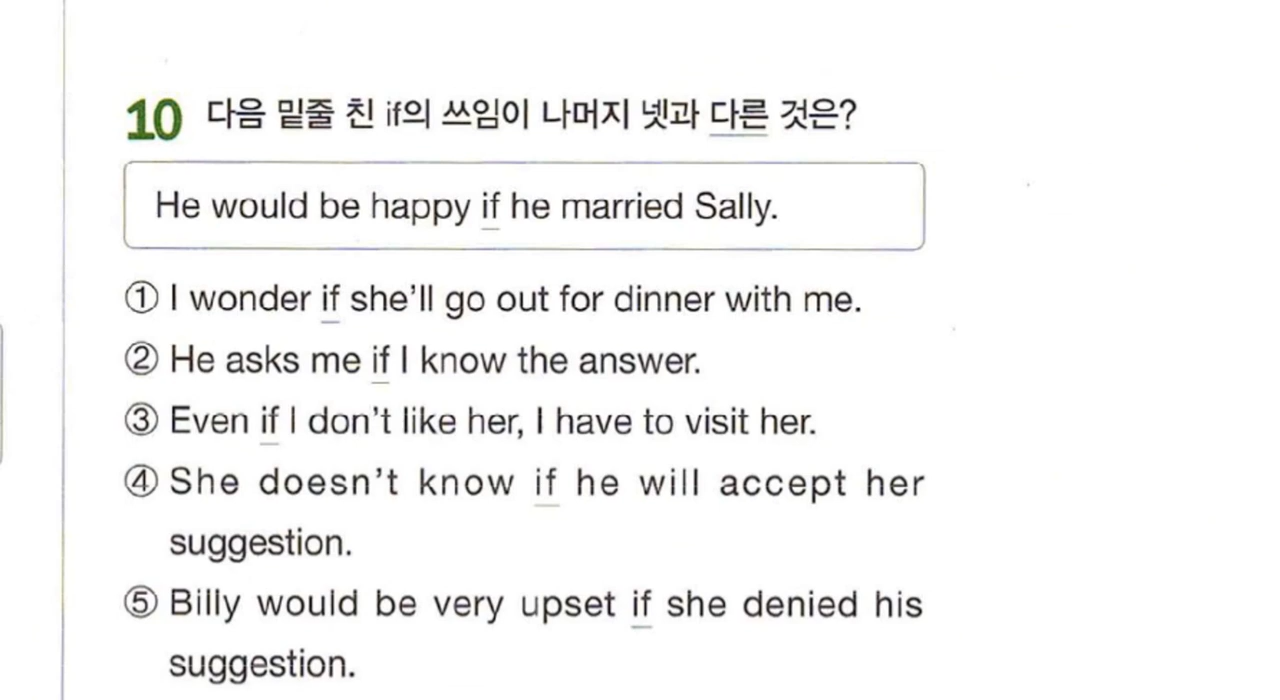 10 다음 밑줄 친 if의 쓰임이 나머지 넷과 다른 것은?
He would be happy if he married Sally.
① I wonder if she'll go out for dinner with me.
② He asks me if I know the answer.
③ Even if I don't like her, I have to visit her.
④ She doesn't know if he will accept her
suggestion.
⑤ Billy would be very upset if she denied his
suggestion.